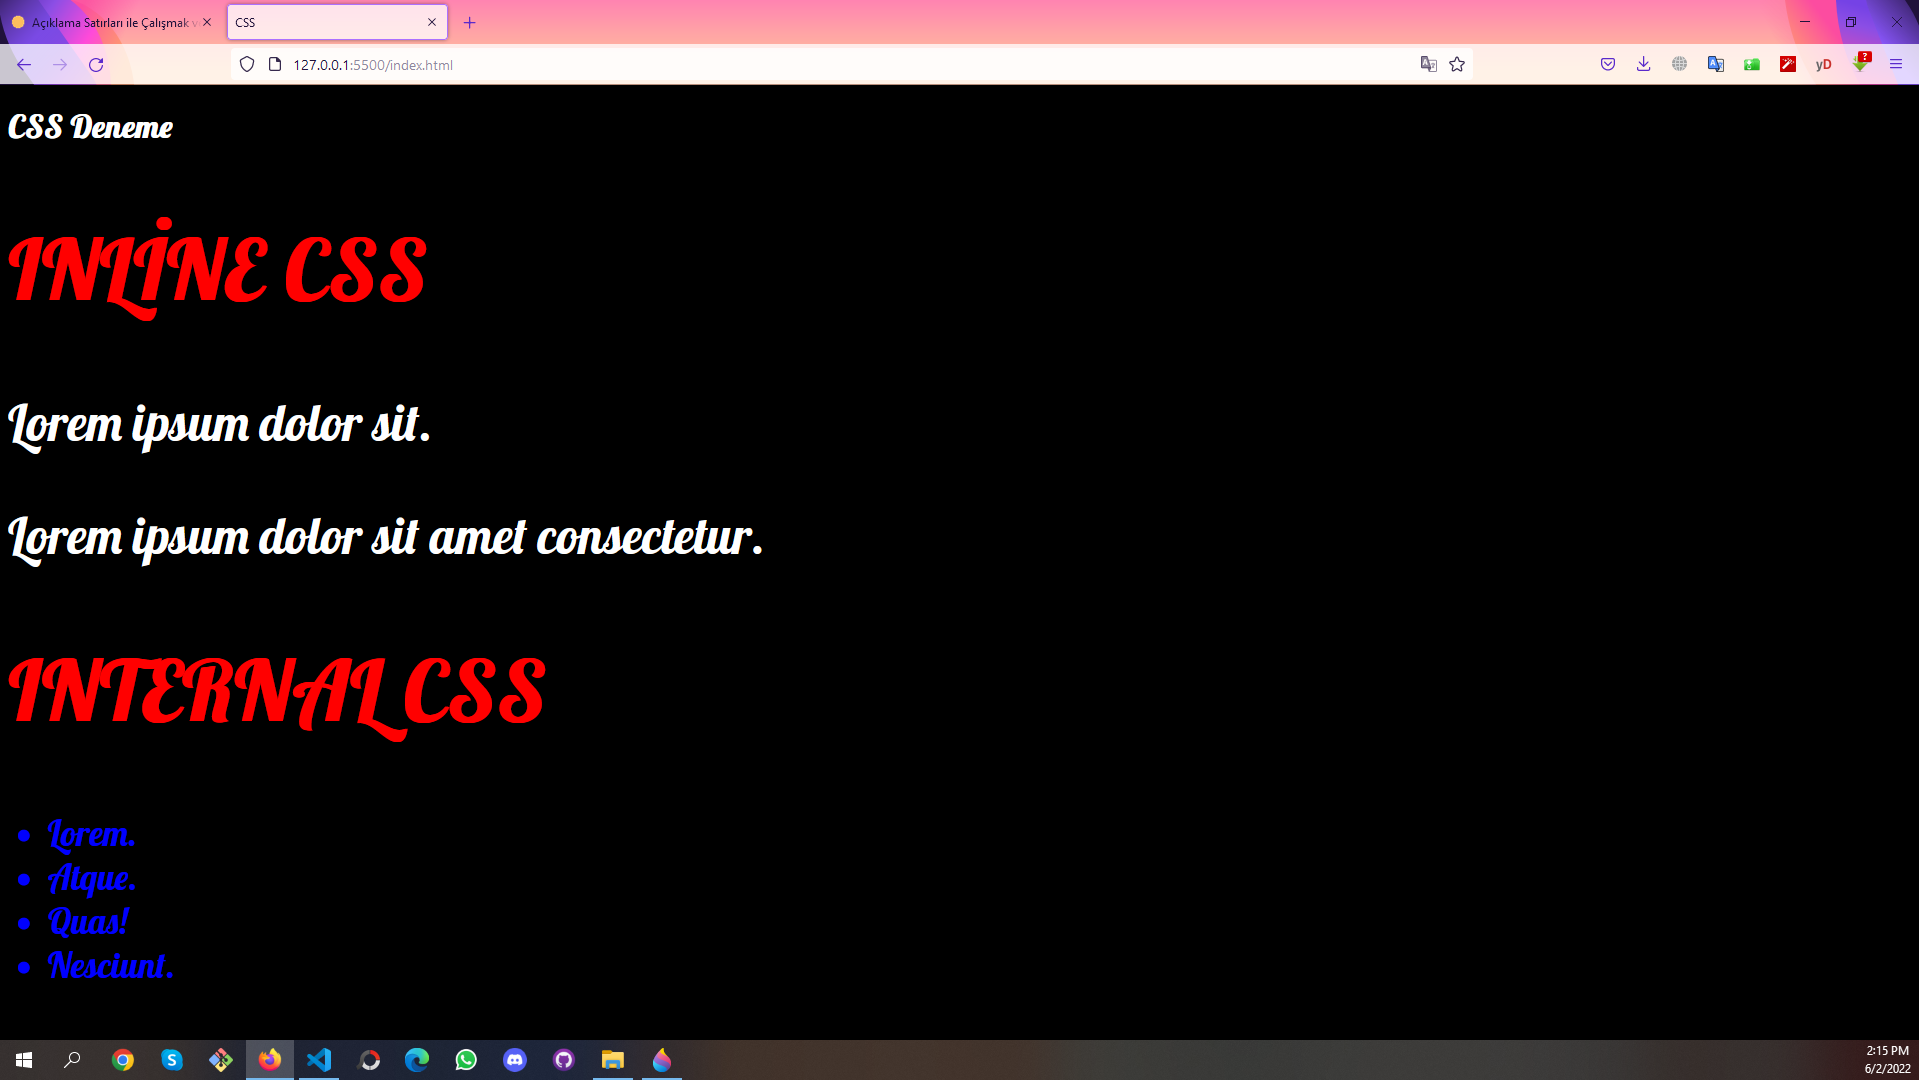 Açıklama Satırları ile Çalışmak
CSS
127.0.0.1:5500/index.html
yD
CSS Deneme
INLİNE CSS
Lorem ipsum dolor sit.
Lorem ipsum dolor sit amet consectetur.
INTERNAL CSS
Lorem.
Atque.
Quas!
Nesciunt.
2:15 PM
6/2/2022